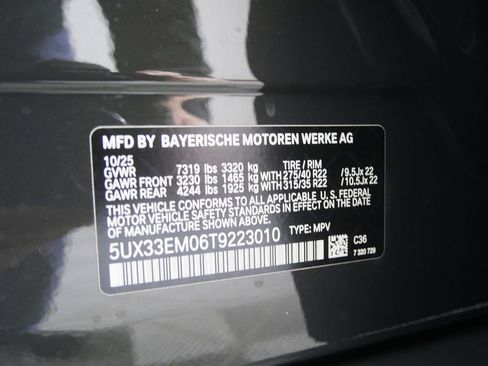 MFD BY BAYERISCHE MOTOREN WERKE AG
10/25
GVWR 7319 lbs 3320 kg TIRE / RIM
GAWR FRONT 3230 lbs 1465 kg WITH 275/40 R22 /9.5Jx 22
GAWR REAR 4244 lbs 1925 kg WITH 315/35 R22 /10.5Jx 22
THIS VEHICLE CONFORMS TO ALL APPLICABLE U.S. FEDERAL
MOTOR VEHICLE SAFETY STANDARDS IN EFFECT ON THE DATE
OF MANUFACTURE SHOWN ABOVE.
5UX33EM06T9223010 TYPE: MPV
C36
7 320 729